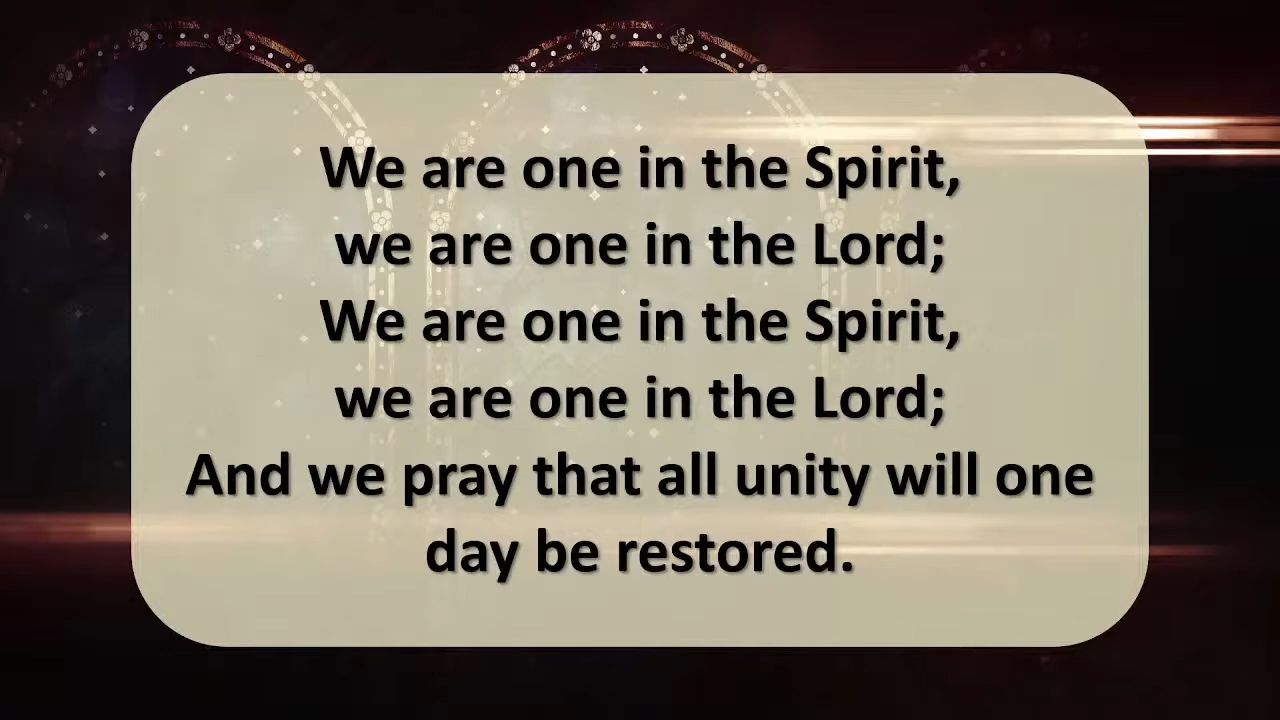 We are one in the Spirit,
we are one in the Lord;
We are one in the Spirit,
we are one in the Lord;
And we pray that all unity will one
day be restored.